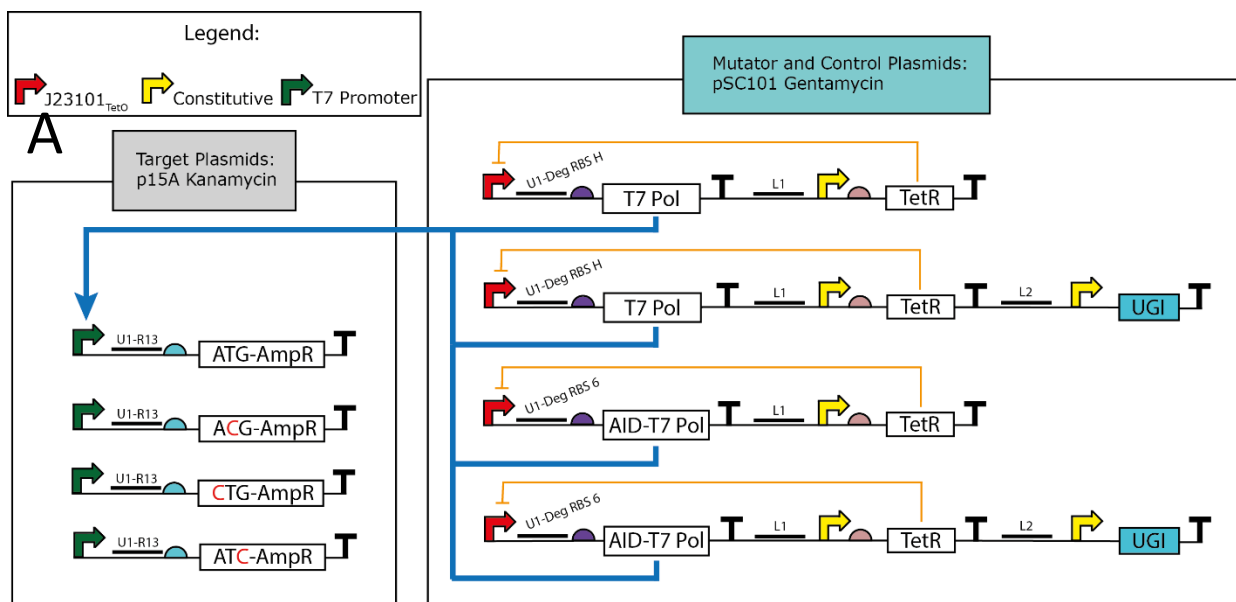 Legend:
J23101TetO
Constitutive
T7 Promoter
A
Target Plasmids:
p15A Kanamycin
Mutator and Control Plasmids:
pSC101 Gentamycin
U1-Deg RBS H
T7 Pol
L1
TetR
U1-Deg RBS H
T7 Pol
L1
TetR
L2
UGI
U1-R13
ATG-AmpR
U1-Deg RBS 6
AID-T7 Pol
L1
TetR
U1-R13
ACG-AmpR
U1-R13
CTG-AmpR
U1-Deg RBS 6
AID-T7 Pol
L1
TetR
L2
UGI
U1-R13
ATC-AmpR